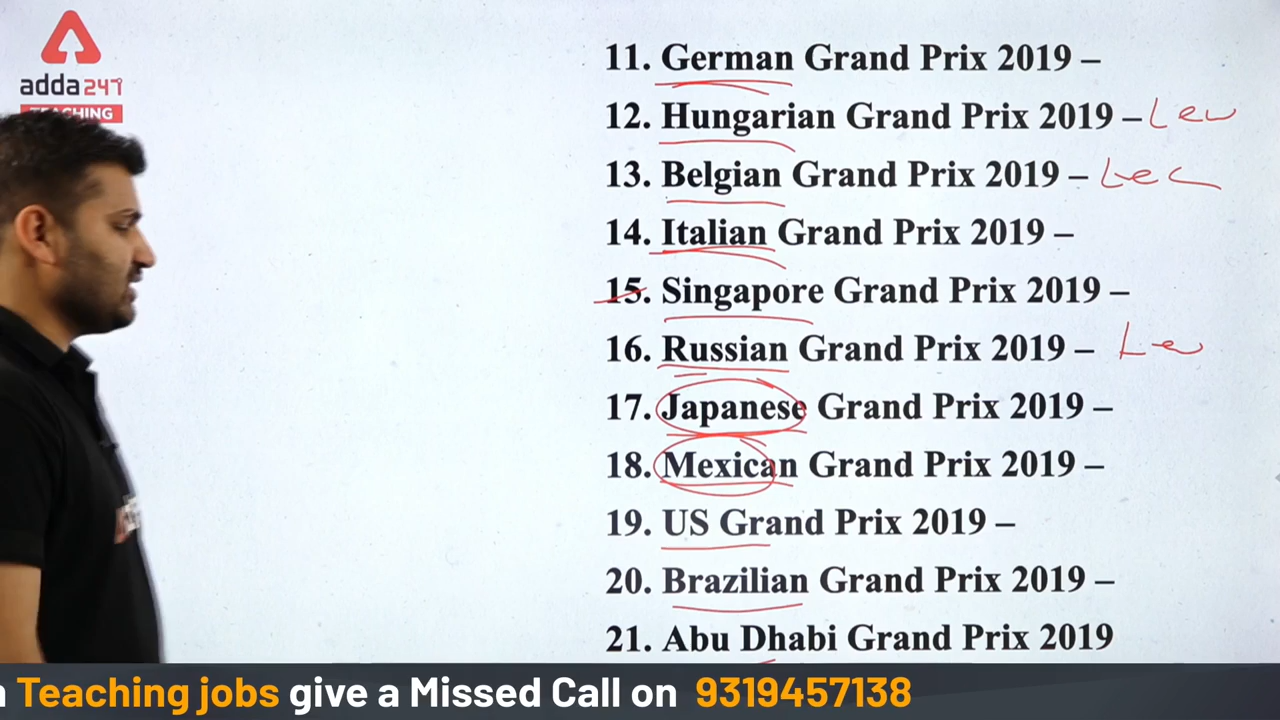 adda247
11. German Grand Prix 2019 –
12. Hungarian Grand Prix 2019 – Lew
13. Belgian Grand Prix 2019 – Lec
14. Italian Grand Prix 2019 –
15. Singapore Grand Prix 2019 –
16. Russian Grand Prix 2019 – Lew
17. Japanese Grand Prix 2019 –
18. Mexican Grand Prix 2019 –
19. US Grand Prix 2019 –
20. Brazilian Grand Prix 2019 –
21. Abu Dhabi Grand Prix 2019
Teaching jobs give a Missed Call on 9319457138